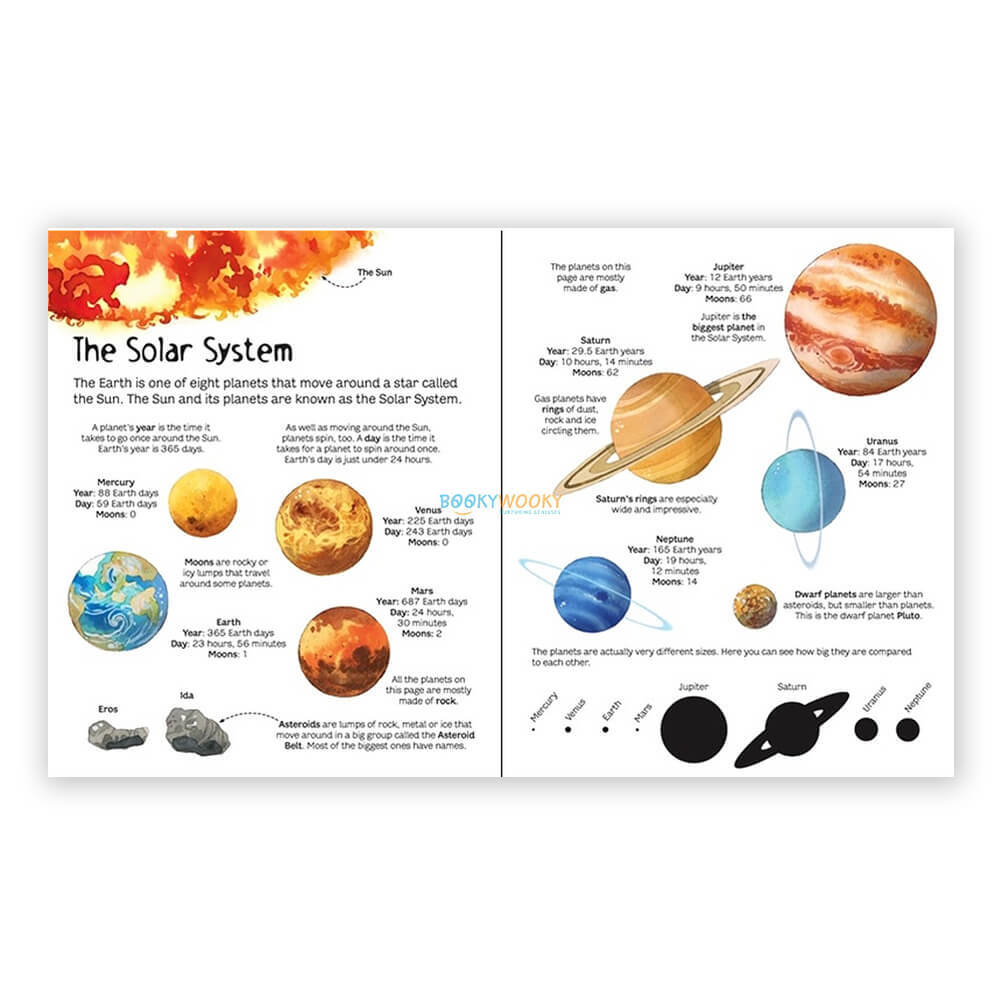 The Sun
The Solar System
The Earth is one of eight planets that move around a star called
the Sun. The Sun and its planets are known as the Solar System.
A planet's year is the time it
takes to go once around the Sun.
Earth's year is 365 days.
As well as moving around the Sun,
planets spin, too. A day is the time it
takes for a planet to spin around once.
Earth's day is just under 24 hours.
Mercury
Year: 88 Earth days
Day: 59 Earth days
Moons: 0
Venus
Year: 225 Earth days
Day: 243 Earth days
Moons: 0
Moons are rocky or
icy lumps that travel
around some planets.
Earth
Year: 365 Earth days
Day: 23 hours, 56 minutes
Moons: 1
Mars
Year: 687 Earth days
Day: 24 hours,
30 minutes
Moons: 2
All the planets on
this page are mostly
made of rock.
Eros
Ida
Asteroids are lumps of rock, metal or ice that
move around in a big group called the Asteroid
Belt. Most of the biggest ones have names.
The planets on this
page are mostly
made of gas.
Jupiter
Year: 12 Earth years
Day: 9 hours, 50 minutes
Moons: 66
Jupiter is the
biggest planet in
the Solar System.
Saturn
Year: 29.5 Earth years
Day: 10 hours, 14 minutes
Moons: 62
Gas planets have
rings of dust,
rock and ice
circling them.
Saturn's rings are especially
wide and impressive.
Uranus
Year: 84 Earth years
Day: 17 hours,
54 minutes
Moons: 27
Neptune
Year: 165 Earth years
Day: 19 hours,
12 minutes
Moons: 14
Dwarf planets are larger than
asteroids, but smaller than planets.
This is the dwarf planet Pluto.
The planets are actually very different sizes. Here you can see how big they are compared
to each other.
Mercury
Venus
Earth
Mars
Jupiter
Saturn
Uranus
Neptune
BOOKYWOOKY